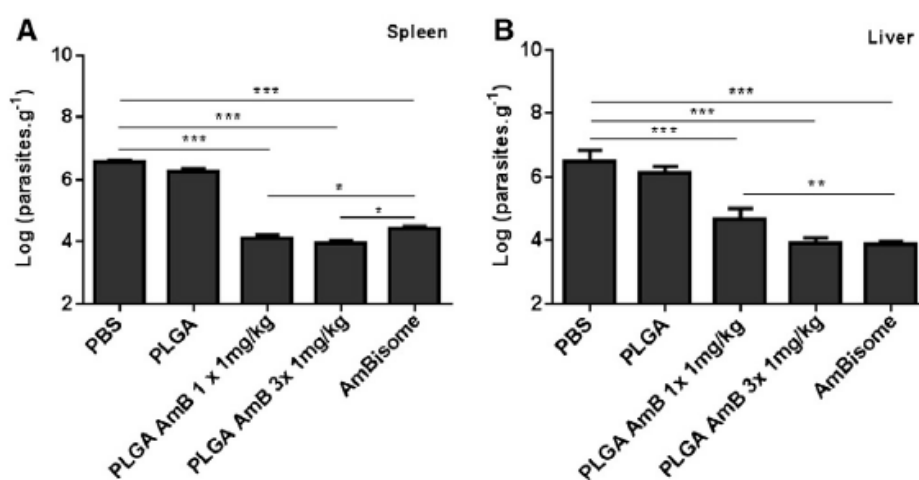 A
Spleen
Log (parasites.g⁻¹)
10
8
6
4
2
***
***
***
*
*
PBS
PLGA
PLGA AmB 1 x 1mg/kg
PLGA AmB 3x 1mg/kg
AmBisome
B
Liver
Log (parasites.g⁻¹)
10
8
6
4
2
***
***
***
**
PBS
PLGA
PLGA AmB 1x 1mg/kg
PLGA AmB 3x 1mg/kg
AmBisome